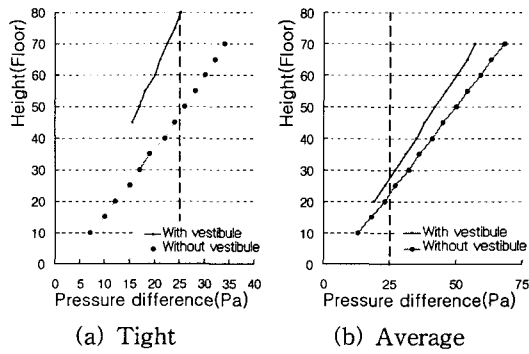 Height(Floor)
80
70
60
50
40
30
20
10
0
With vestibule
Without vestibule
0 5 10 15 20 25 30 35 40
Pressure difference(Pa)
(a) Tight
Height(Floor)
80
70
60
50
40
30
20
10
0
With vestibule
Without vestibule
0 25 50 75
Pressure difference(Pa)
(b) Average